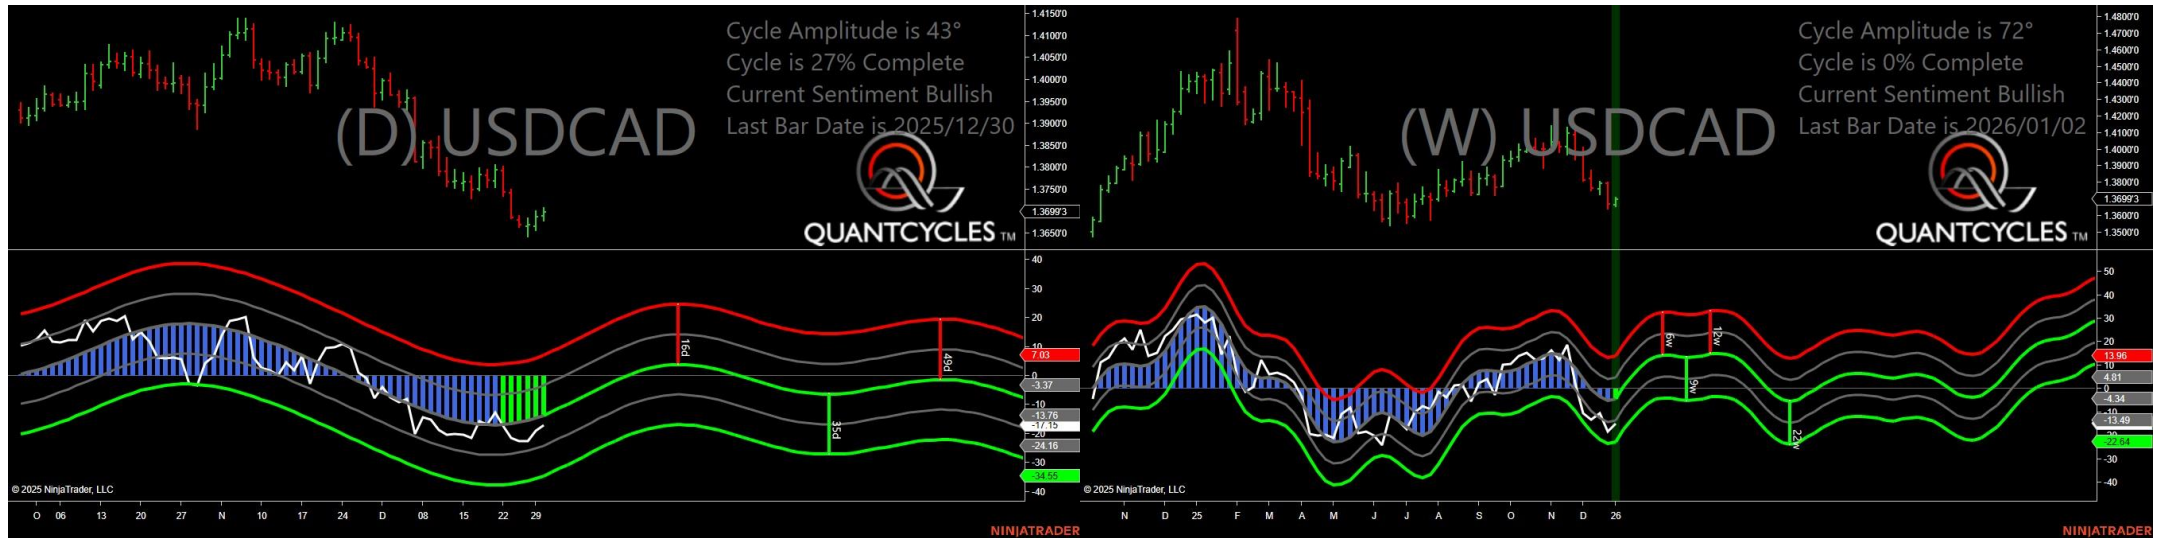 (D) USDCAD
Cycle Amplitude is 43°
Cycle is 27% Complete
Current Sentiment Bullish
Last Bar Date is 2025/12/30
QUANTCYCLES TM
1.4150'0
1.4100'0
1.4050'0
1.4000'0
1.3950'0
1.3900'0
1.3850'0
1.3800'0
1.3750'0
1.3699'3
1.3650'0
40
30
20
10
7.03
0
-3.37
-10
-13.76
-17.15
-20
-24.16
-30
-34.55
-40
16d
35d
49d
© 2025 NinjaTrader, LLC
O 06 13 20 27 N 10 17 24 D 08 15 22 29
NINJATRADER
(W) USDCAD
Cycle Amplitude is 72°
Cycle is 0% Complete
Current Sentiment Bullish
Last Bar Date is 2026/01/02
QUANTCYCLES TM
1.4800'0
1.4700'0
1.4600'0
1.4500'0
1.4400'0
1.4300'0
1.4200'0
1.4100'0
1.4000'0
1.3900'0
1.3800'0
1.3699'3
1.3600'0
1.3500'0
50
40
30
20
13.96
10
4.81
0
-4.34
-10
-13.49
-20
-22.64
-30
-40
6w
9w
12w
22w
© 2025 NinjaTrader, LLC
N D 25 F M A M J J A S O N D 26
NINJATRADER